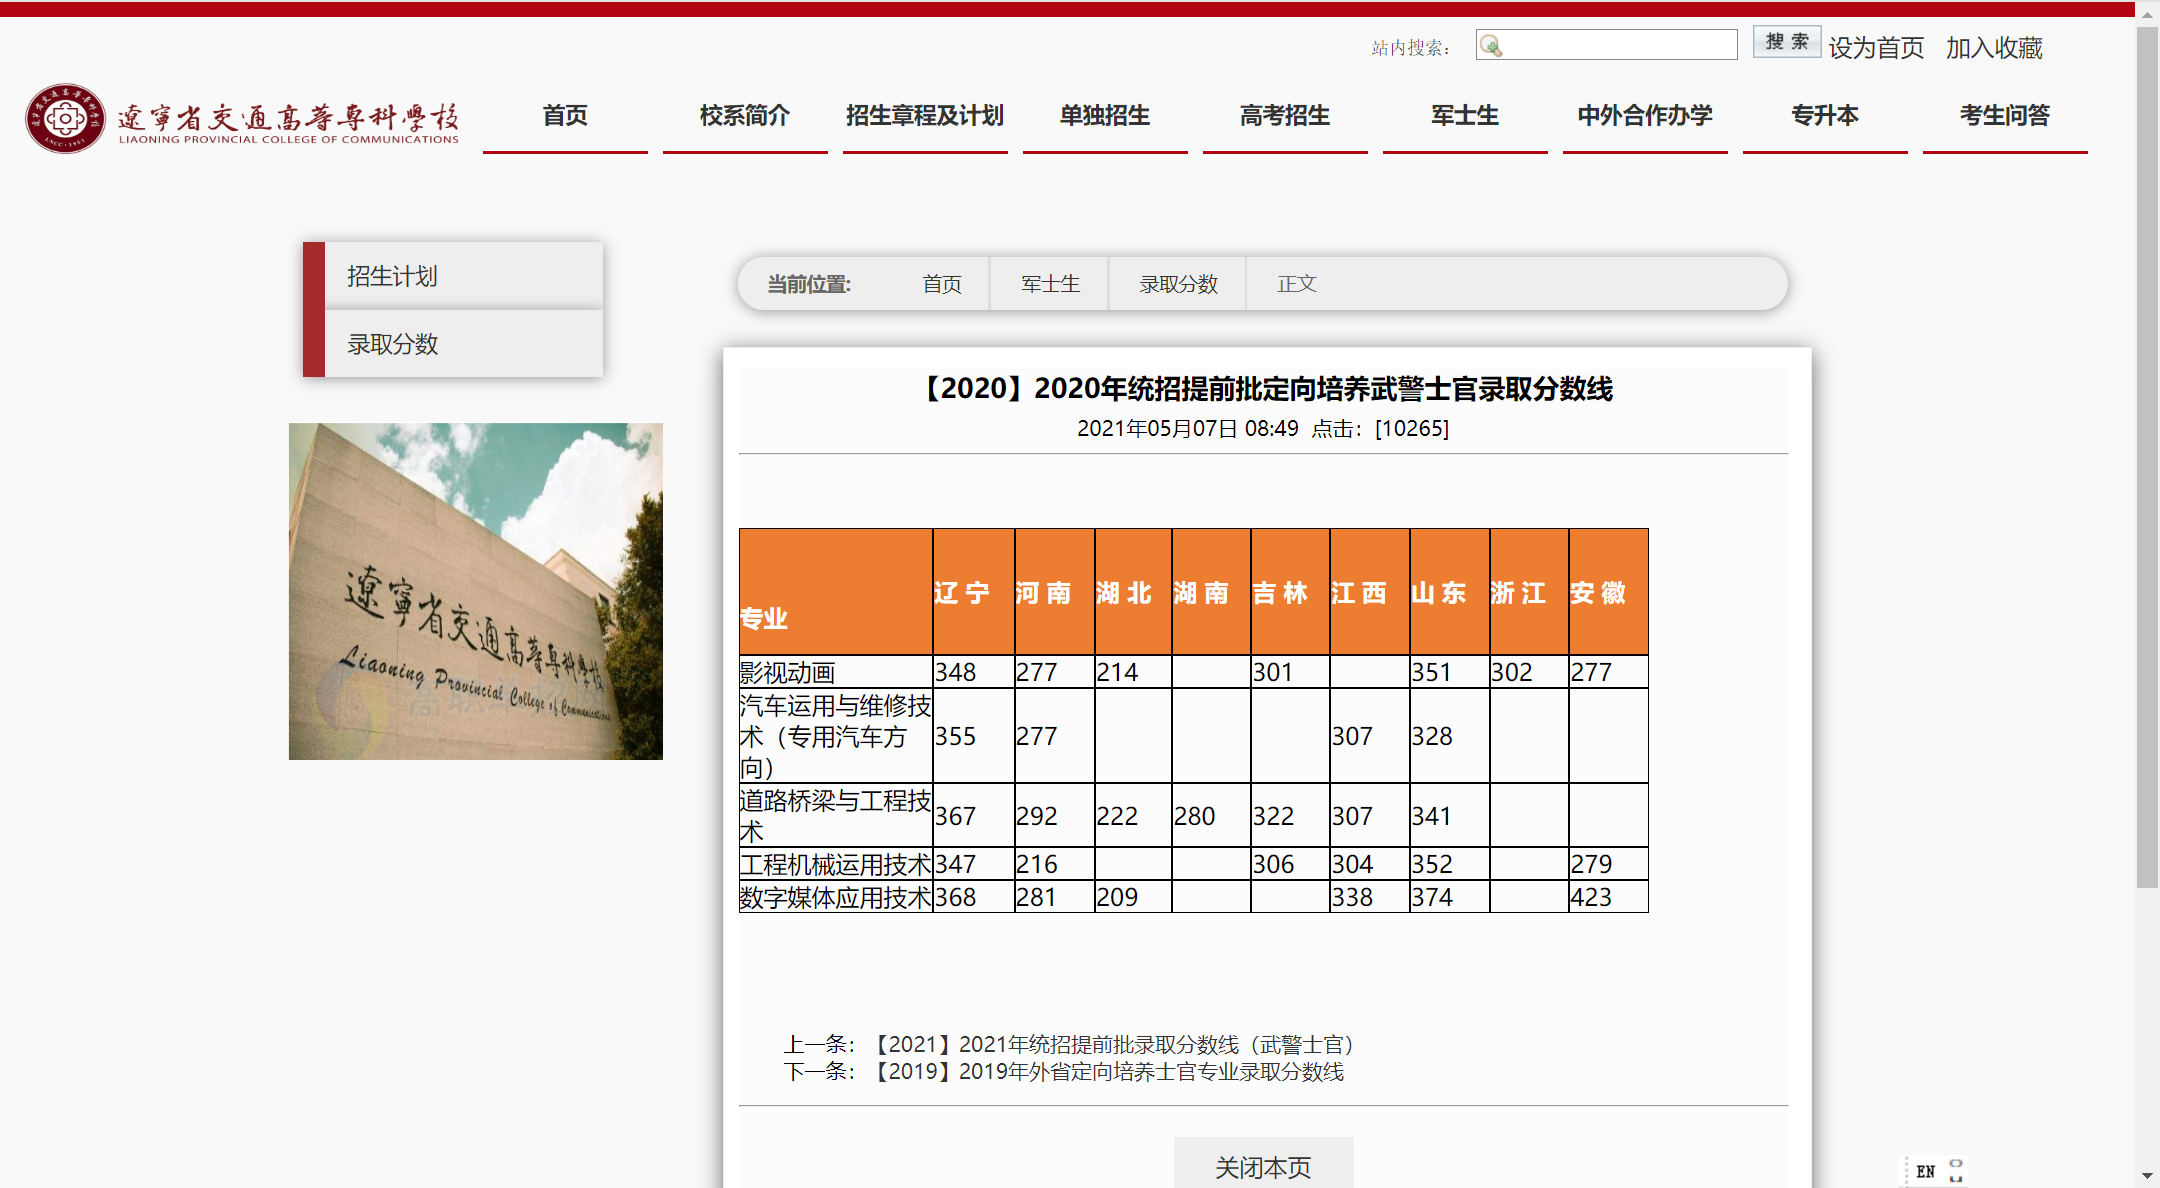 站内搜索：
搜 索
设为首页 加入收藏
遼寧省交通高等專科學校
LIAONING PROVINCIAL COLLEGE OF COMMUNICATIONS
首页 校系简介 招生章程及计划 单独招生 高考招生 军士生 中外合作办学 专升本 考生问答
招生计划
录取分数
遼寧省交通高等專科學校
Liaoning Provincial College of Communications
当前位置: 首页 军士生 录取分数 正文
【2020】2020年统招提前批定向培养武警士官录取分数线
2021年05月07日 08:49 点击：[10265]
专业 辽 宁 河 南 湖 北 湖 南 吉 林 江 西 山 东 浙 江 安 徽
影视动画 348 277 214 301 351 302 277
汽车运用与维修技
术（专用汽车方
向） 355 277 307 328
道路桥梁与工程技
术 367 292 222 280 322 307 341
工程机械运用技术 347 216 306 304 352 279
数字媒体应用技术 368 281 209 338 374 423
上一条：【2021】2021年统招提前批录取分数线（武警士官）
下一条：【2019】2019年外省定向培养士官专业录取分数线
关闭本页
EN